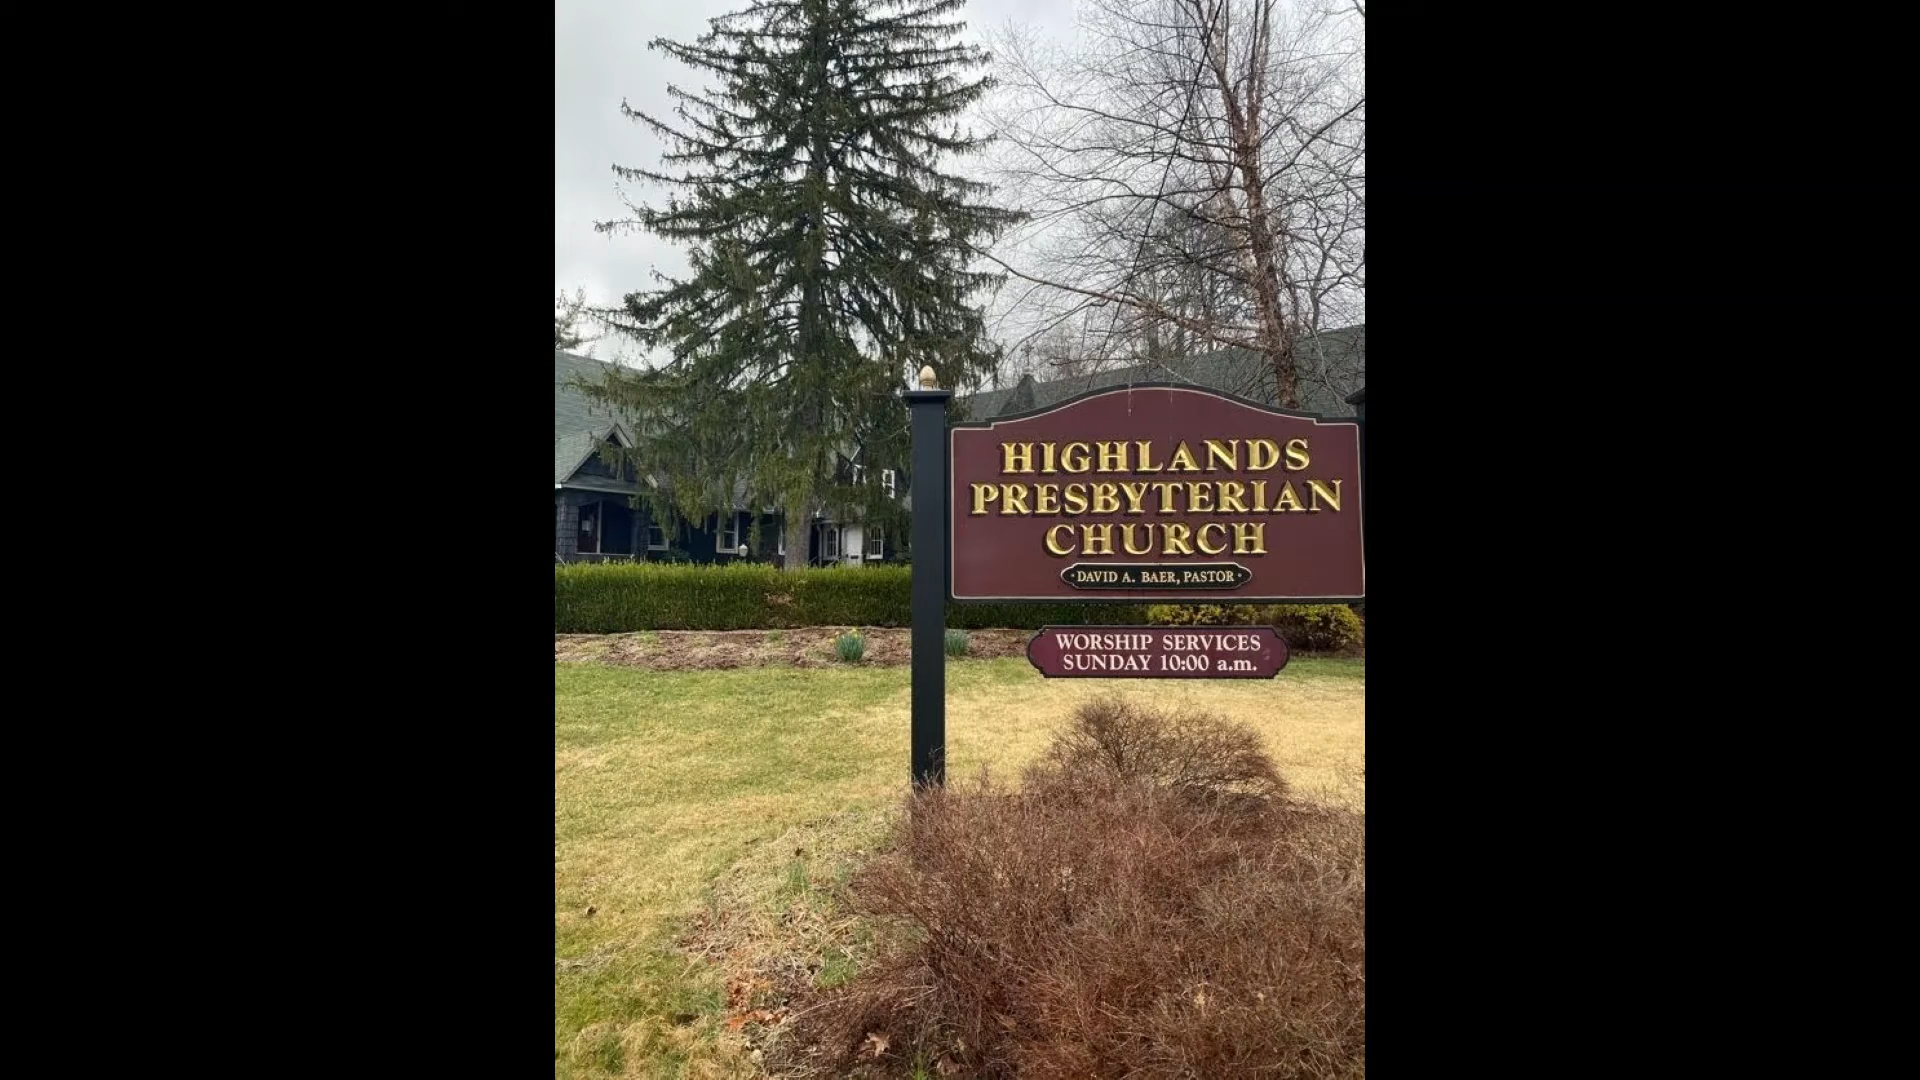 HIGHLANDS
PRESBYTERIAN
CHURCH
· DAVID A. BAER, PASTOR ·
WORSHIP SERVICES
SUNDAY 10:00 a.m.